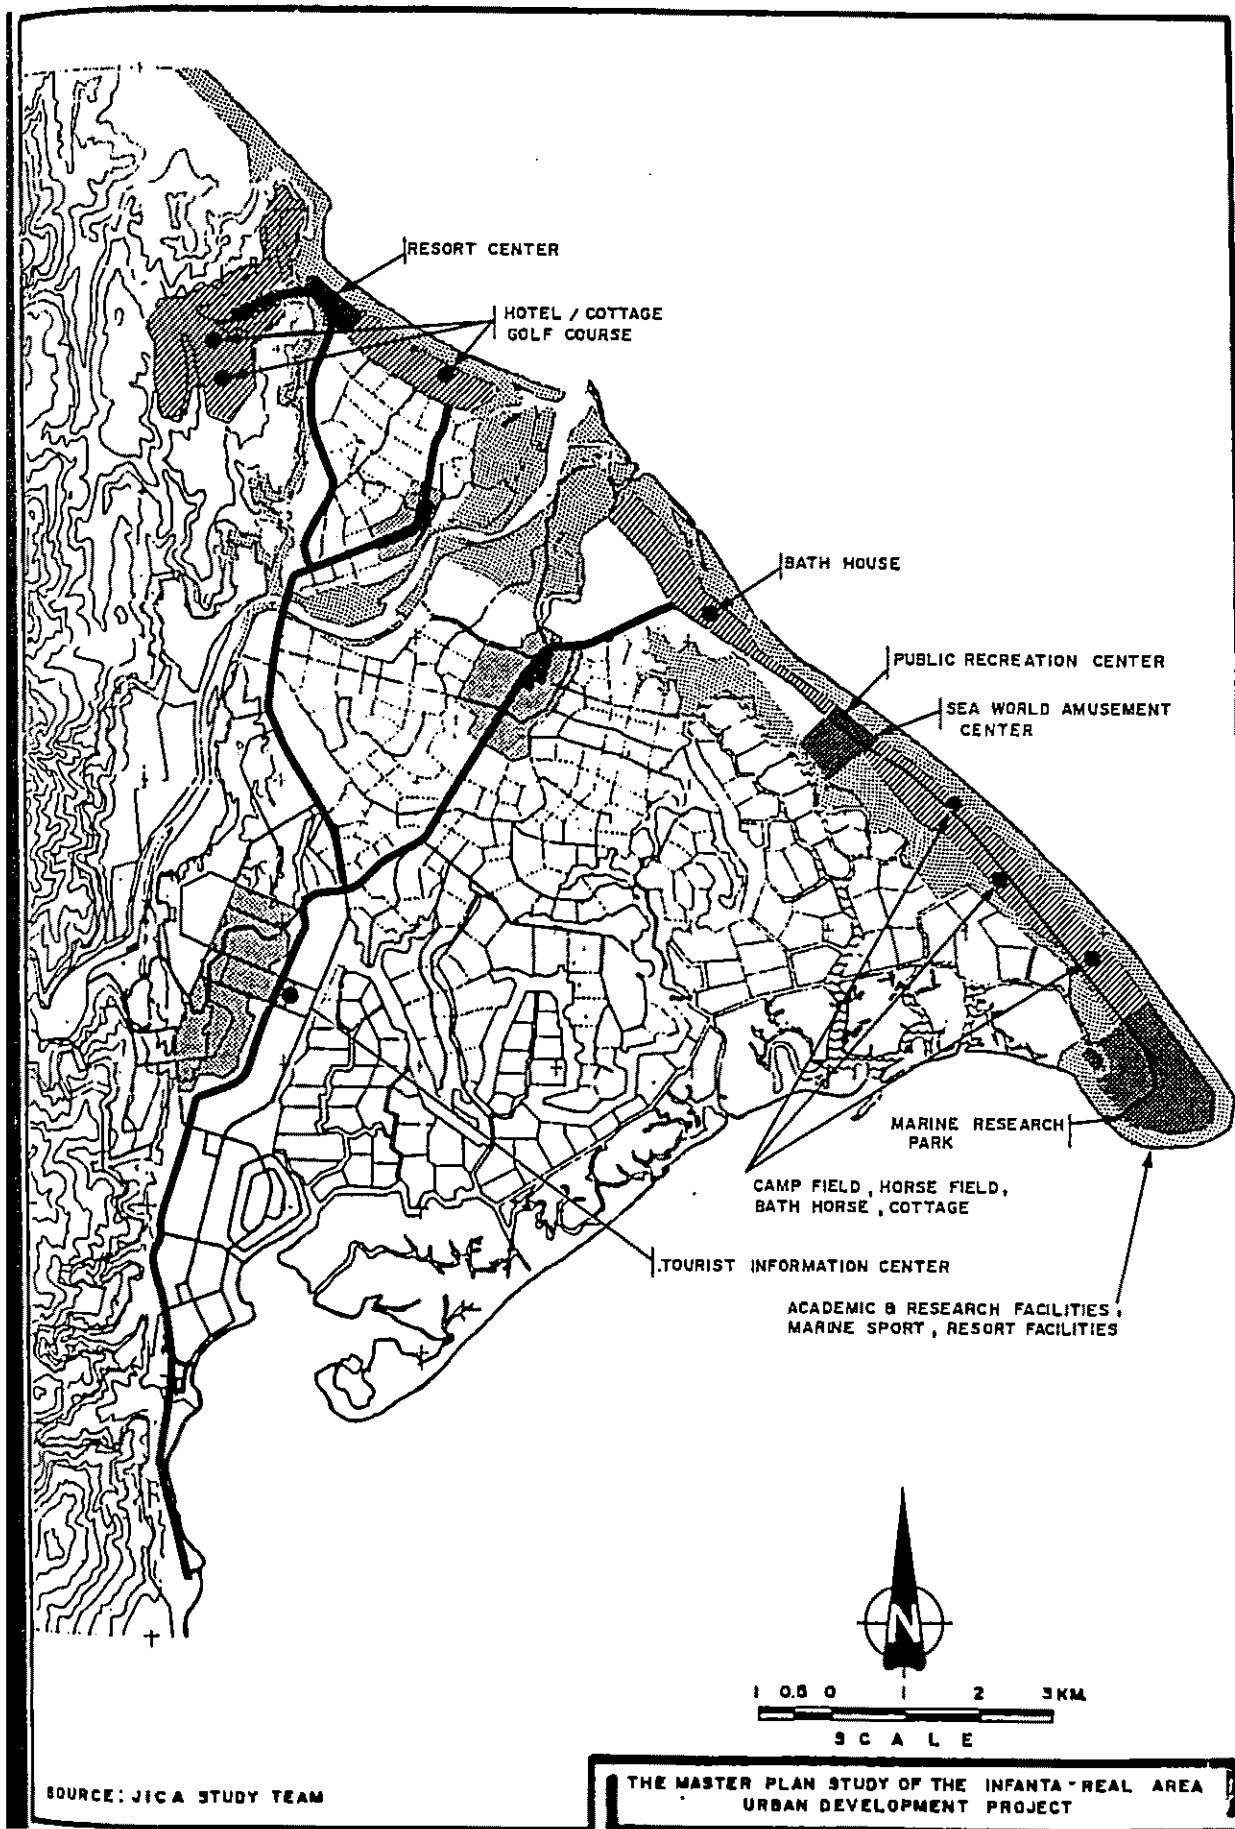 RESORT CENTER
HOTEL / COTTAGE
GOLF COURSE
BATH HOUSE
PUBLIC RECREATION CENTER
SEA WORLD AMUSEMENT
CENTER
MARINE RESEARCH
PARK
CAMP FIELD, HORSE FIELD,
BATH HORSE, COTTAGE
TOURIST INFORMATION CENTER
ACADEMIC & RESEARCH FACILITIES,
MARINE SPORT, RESORT FACILITIES
N
1 0.5 0 1 2 3 KM.
SCALE
SOURCE: JICA STUDY TEAM
THE MASTER PLAN STUDY OF THE INFANTA-REAL AREA
URBAN DEVELOPMENT PROJECT